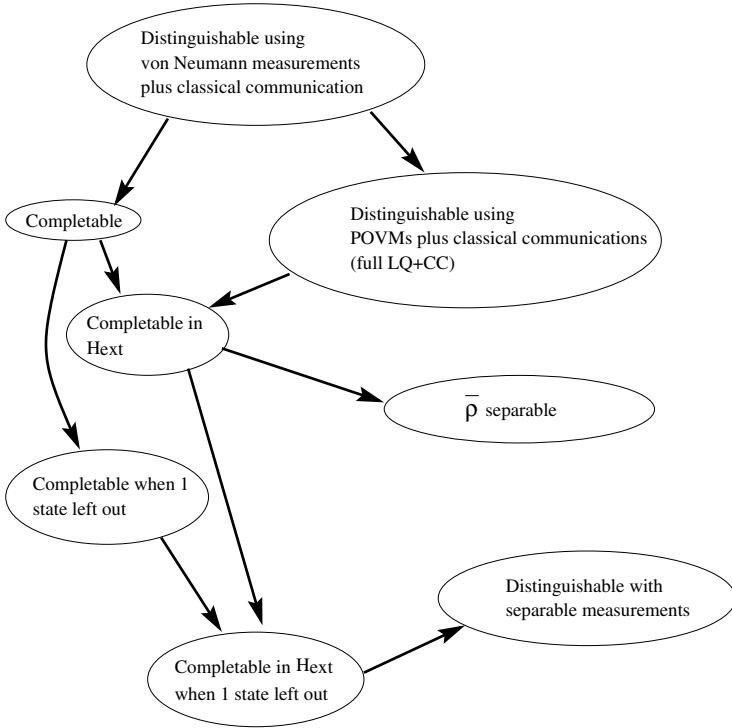 Distinguishable using
von Neumann measurements
plus classical communication
Completable
Distinguishable using
POVMs plus classical communications
(full LQ+CC)
Completable in
Hext
ρ̅ separable
Completable when 1
state left out
Distinguishable with
separable measurements
Completable in Hext
when 1 state left out